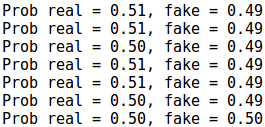 Prob real = 0.51, fake = 0.49
Prob real = 0.51, fake = 0.49
Prob real = 0.50, fake = 0.49
Prob real = 0.51, fake = 0.49
Prob real = 0.51, fake = 0.49
Prob real = 0.50, fake = 0.49
Prob real = 0.50, fake = 0.50